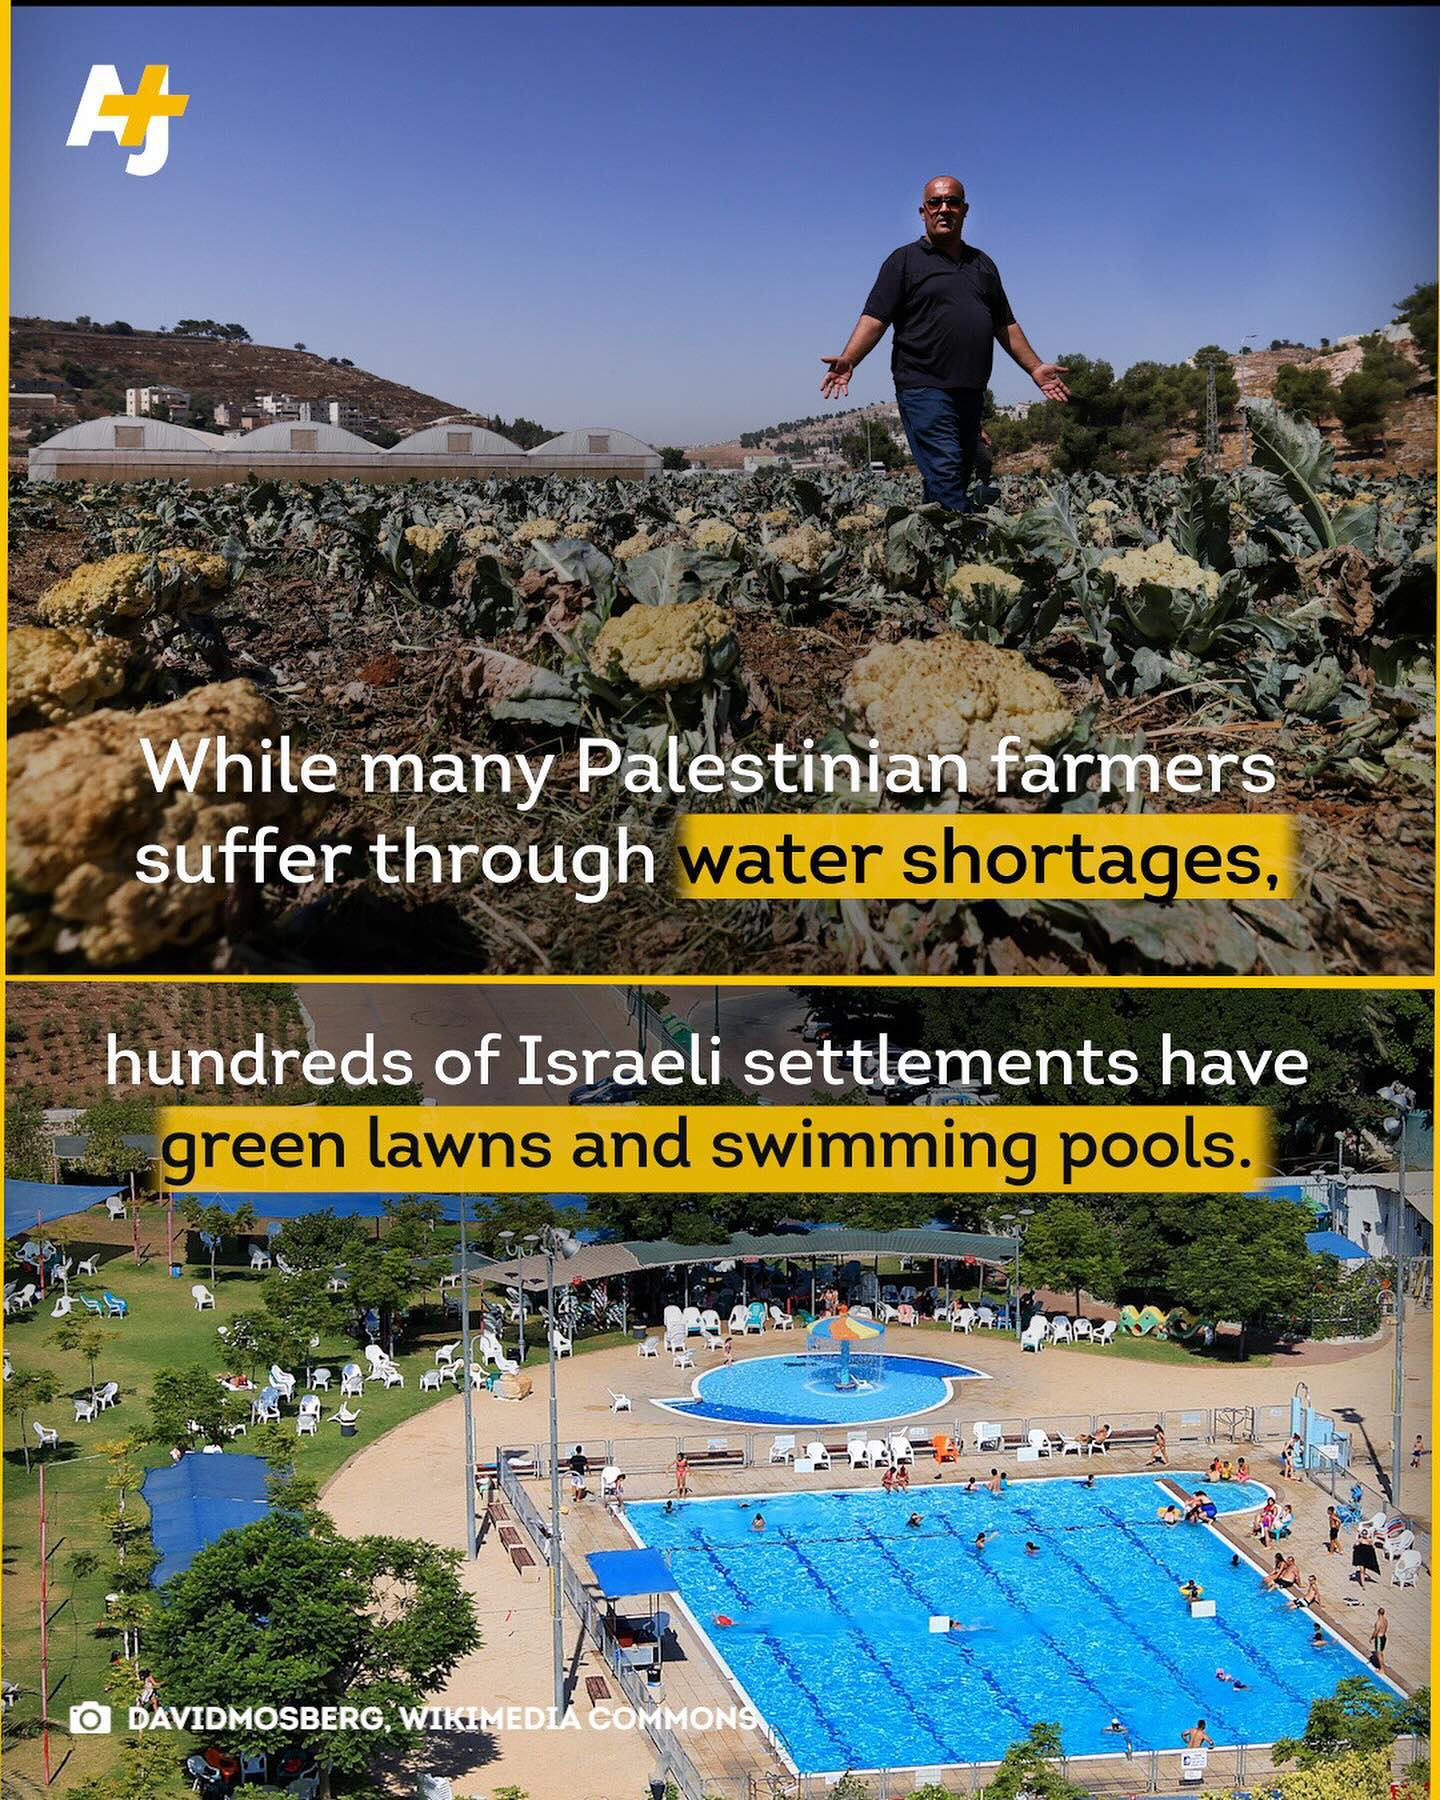 AJ+
While many Palestinian farmers
suffer through water shortages,
hundreds of Israeli settlements have
green lawns and swimming pools.
DAVIDMOSBERG, WIKIMEDIA COMMONS